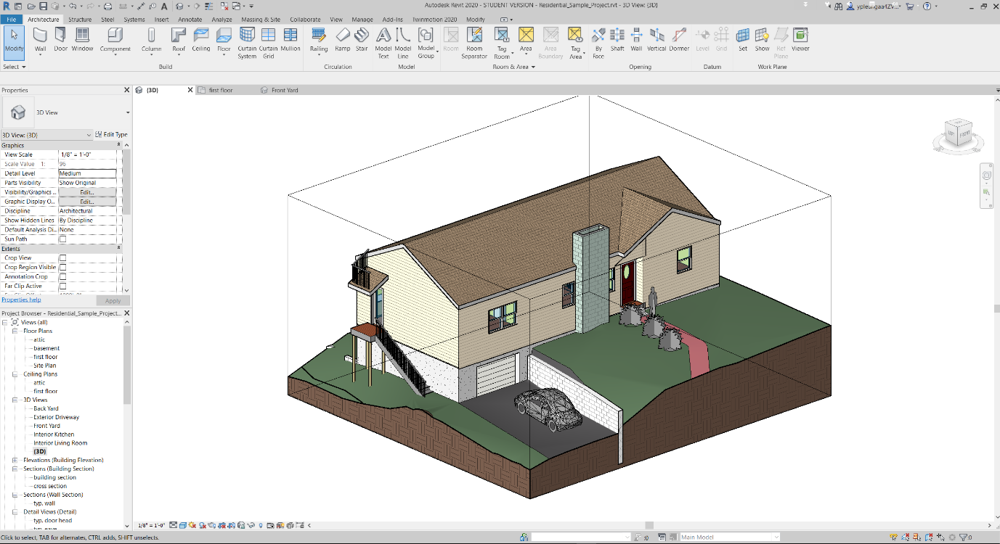 Autodesk Revit 2020 - STUDENT VERSION - Residential_Sample_Project.rvt - 3D View: {3D}
ypleungaa4ZV...
File Architecture Structure Steel Systems Insert Annotate Analyze Massing & Site Collaborate View Manage Add-Ins Twinmotion 2020 Modify
Modify Wall Door Window Component Column Roof Ceiling Floor Curtain System Curtain Grid Mullion Railing Ramp Stair Model Text Model Line Model Group Room Room Separator Tag Room Area Area Boundary Tag Area By Face Shaft Wall Vertical Dormer Level Grid Set Show Ref Plane Viewer
Select Build Circulation Model Room & Area Opening Datum Work Plane
Properties
{3D} first floor Front Yard
3D View
3D View: {3D} Edit Type
Graphics
View Scale 1/8" = 1'-0"
Scale Value 1: 96
Detail Level Medium
Parts Visibility Show Original
Visibility/Graphics ... Edit...
Graphic Display O... Edit...
Discipline Architectural
Show Hidden Lines By Discipline
Default Analysis Di... None
Sun Path
Extents
Crop View
Crop Region Visible
Annotation Crop
Far Clip Active
Properties help Apply
Project Browser - Residential_Sample_Project...
Views (all)
Floor Plans
attic
basement
first floor
Site Plan
Ceiling Plans
attic
first floor
3D Views
Back Yard
Exterior Driveway
Front Yard
Interior Kitchen
Interior Living Room
{3D}
Elevations (Building Elevation)
Sections (Building Section)
building section
cross section
Sections (Wall Section)
typ. wall
Detail Views (Detail)
typ. door head
FRONT
1/8" = 1'-0"
Click to select, TAB for alternates, CTRL adds, SHIFT unselects.
:0
Main Model
:0